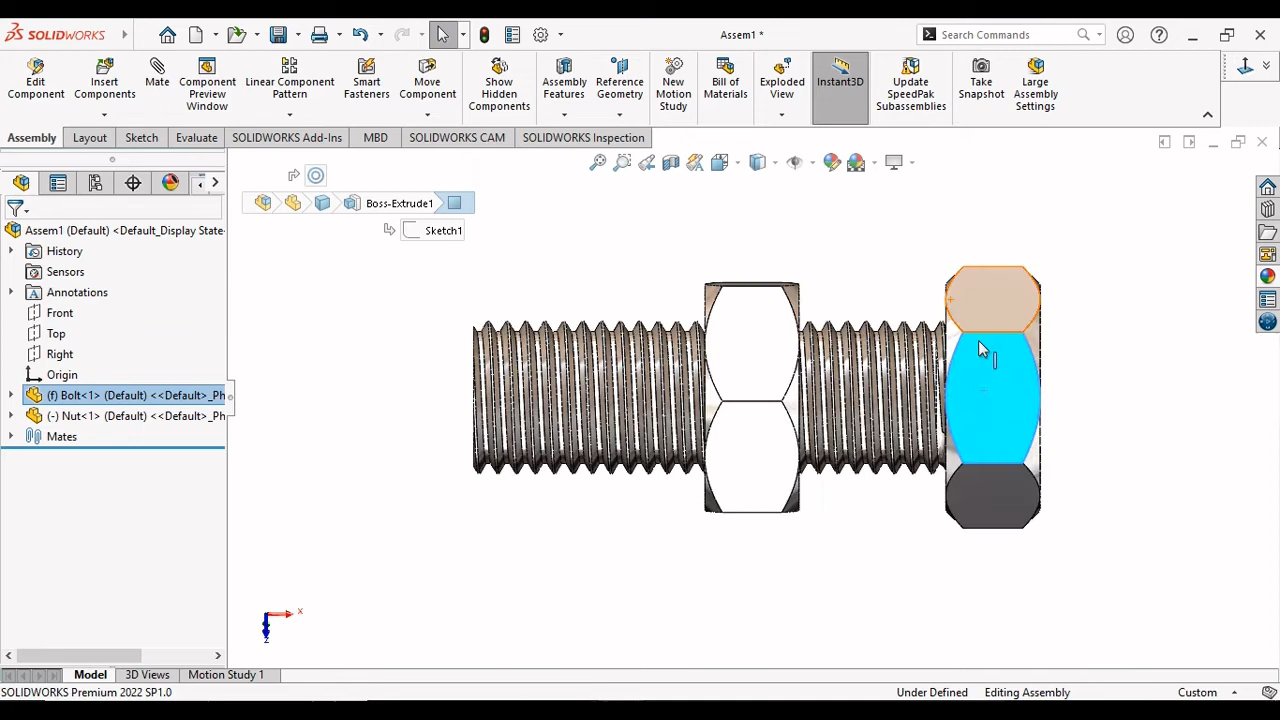 SOLIDWORKS
Assem1 *
Search Commands
Edit Component
Insert Components
Mate
Component Preview Window
Linear Component Pattern
Smart Fasteners
Move Component
Show Hidden Components
Assembly Features
Reference Geometry
New Motion Study
Bill of Materials
Exploded View
Instant3D
Update SpeedPak Subassemblies
Take Snapshot
Large Assembly Settings
Assembly
Layout
Sketch
Evaluate
SOLIDWORKS Add-Ins
MBD
SOLIDWORKS CAM
SOLIDWORKS Inspection
Boss-Extrude1
Sketch1
Assem1 (Default) <Default_Display State-
History
Sensors
Annotations
Front
Top
Right
Origin
(f) Bolt<1> (Default) <<Default>_Ph
(-) Nut<1> (Default) <<Default>_Ph
Mates
x
z
Model
3D Views
Motion Study 1
SOLIDWORKS Premium 2022 SP1.0
Under Defined
Editing Assembly
Custom